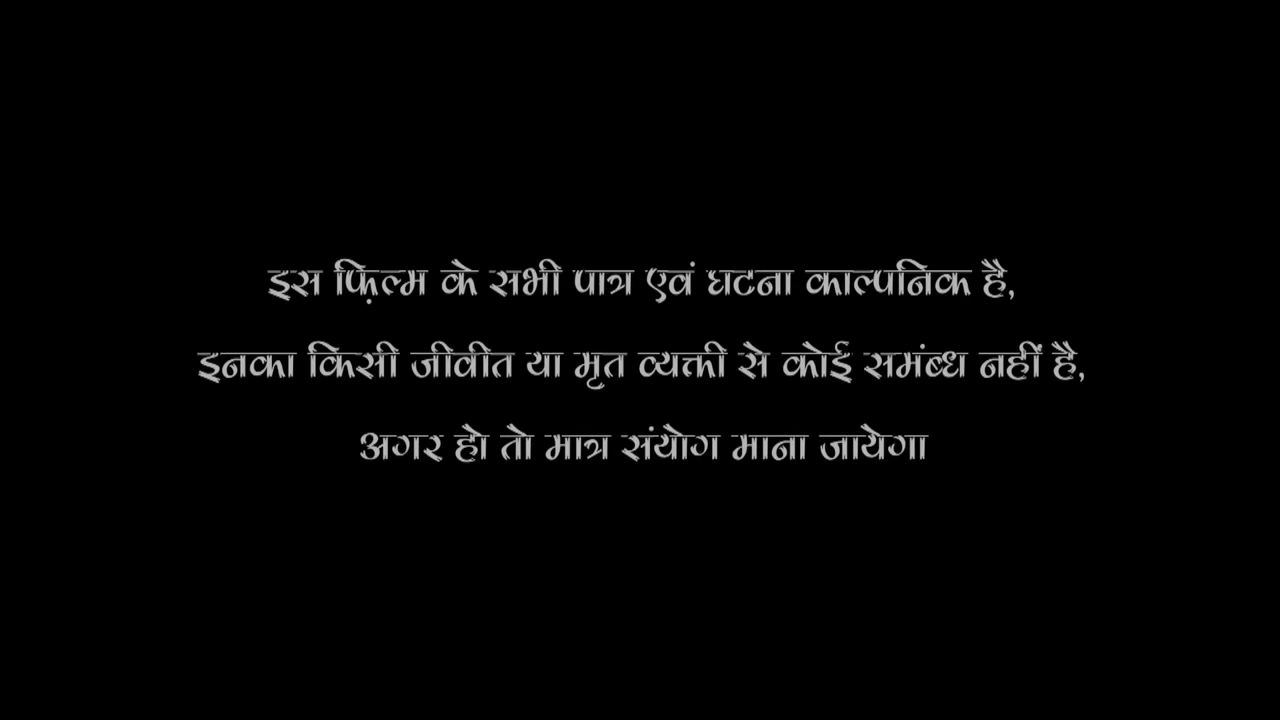 इस फ़िल्म के सभी पात्र एवं घटना काल्पनिक है,
इनका किसी जीवीत या मृत व्यक्ती से कोई समंब्ध नहीं है,
अगर हो तो मात्र संयोग माना जायेगा